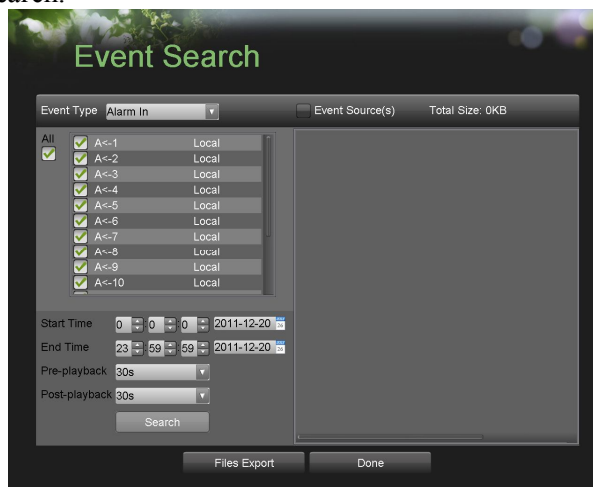 earch.
Event Search
Event Type Alarm In Event Source(s) Total Size: 0KB
All
A<-1 Local
A<-2 Local
A<-3 Local
A<-4 Local
A<-5 Local
A<-6 Local
A<-7 Local
A<-8 Local
A<-9 Local
A<-10 Local
Start Time 0 : 0 : 0 2011-12-20
End Time 23 : 59 : 59 2011-12-20
Pre-playback 30s
Post-playback 30s
Search
Files Export Done